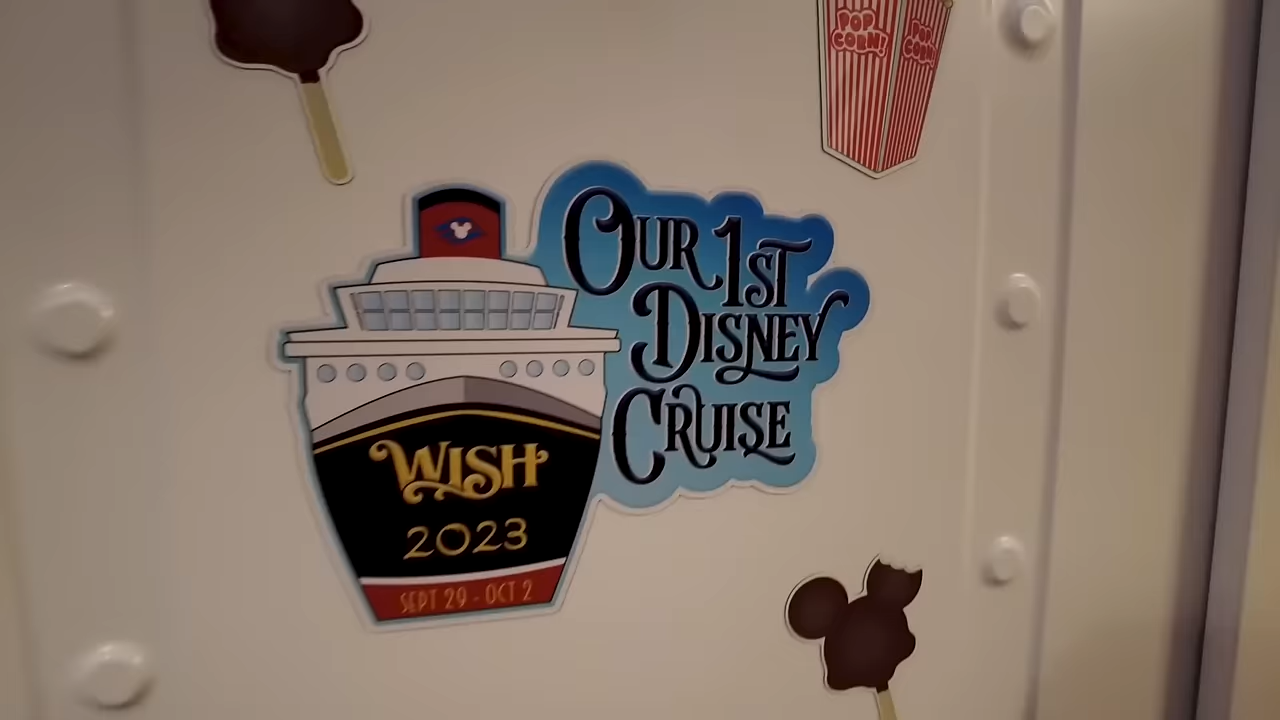 POP
CORN!
POP
CORN!
OUR 1ST
DISNEY
CRUISE
WISH
2023
SEPT 29 - OCT 2